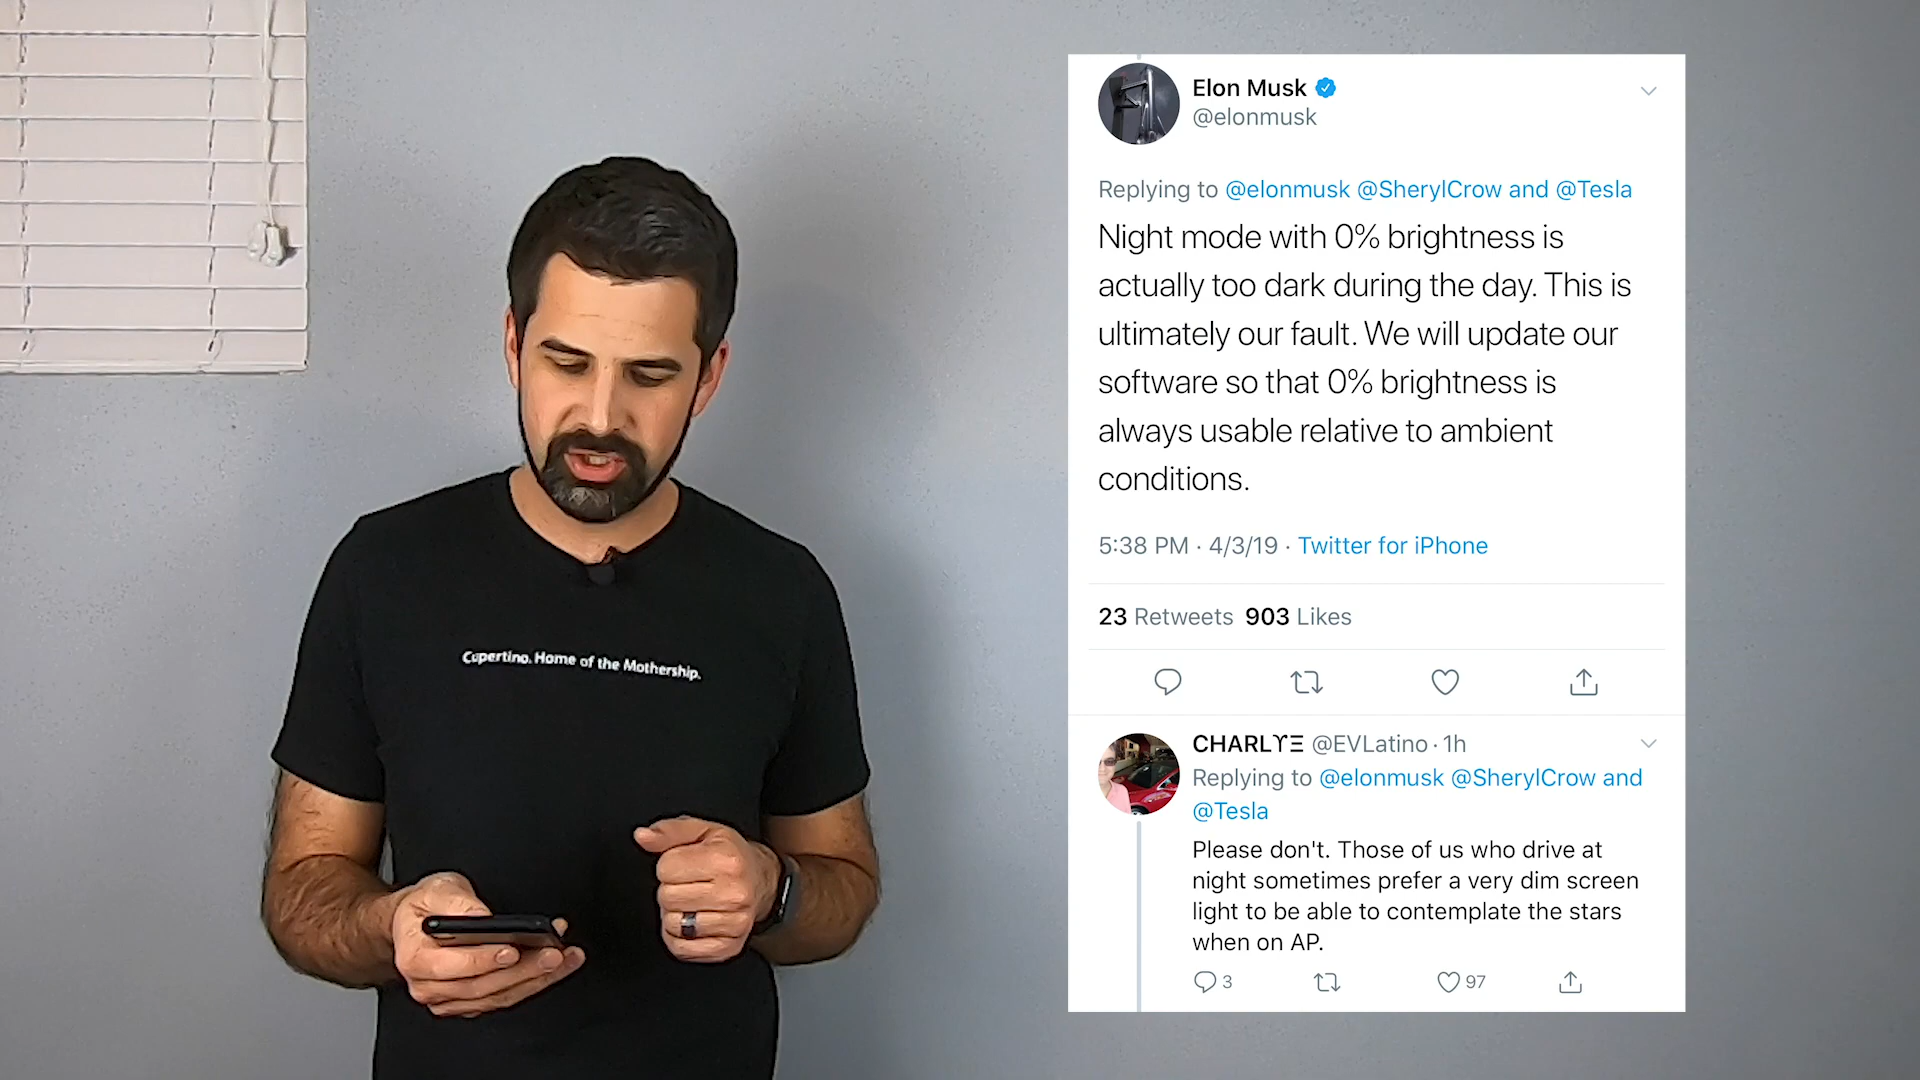 Elon Musk
@elonmusk
Replying to @elonmusk @SherylCrow and @Tesla
Night mode with 0% brightness is
actually too dark during the day. This is
ultimately our fault. We will update our
software so that 0% brightness is
always usable relative to ambient
conditions.
5:38 PM · 4/3/19 · Twitter for iPhone
23 Retweets 903 Likes
CHARLΥΞ @EVLatino · 1h
Replying to @elonmusk @SherylCrow and
@Tesla
Please don't. Those of us who drive at
night sometimes prefer a very dim screen
light to be able to contemplate the stars
when on AP.
3 97
Cupertino. Home of the Mothership.